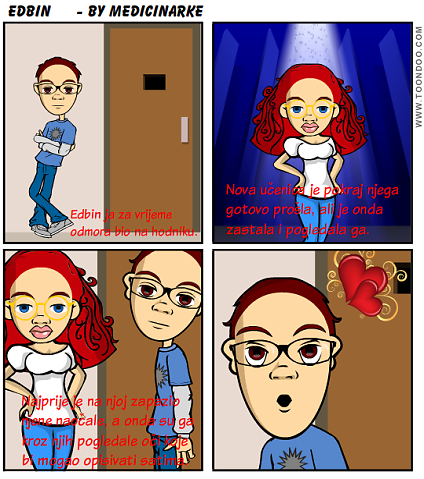 EDBIN - BY MEDICINARKE
Edbin ja za vrijeme
odmora bio na hodniku.
Nova učenica je pokraj njega
gotovo prošla, ali je onda
zastala i pogledala ga.
Najprije je na njoj zapazio
njene naočale, a onda su ga
kroz njih pogledale oči koje
bi mogao opisivati satima.
WWW.TOONDOO.COM